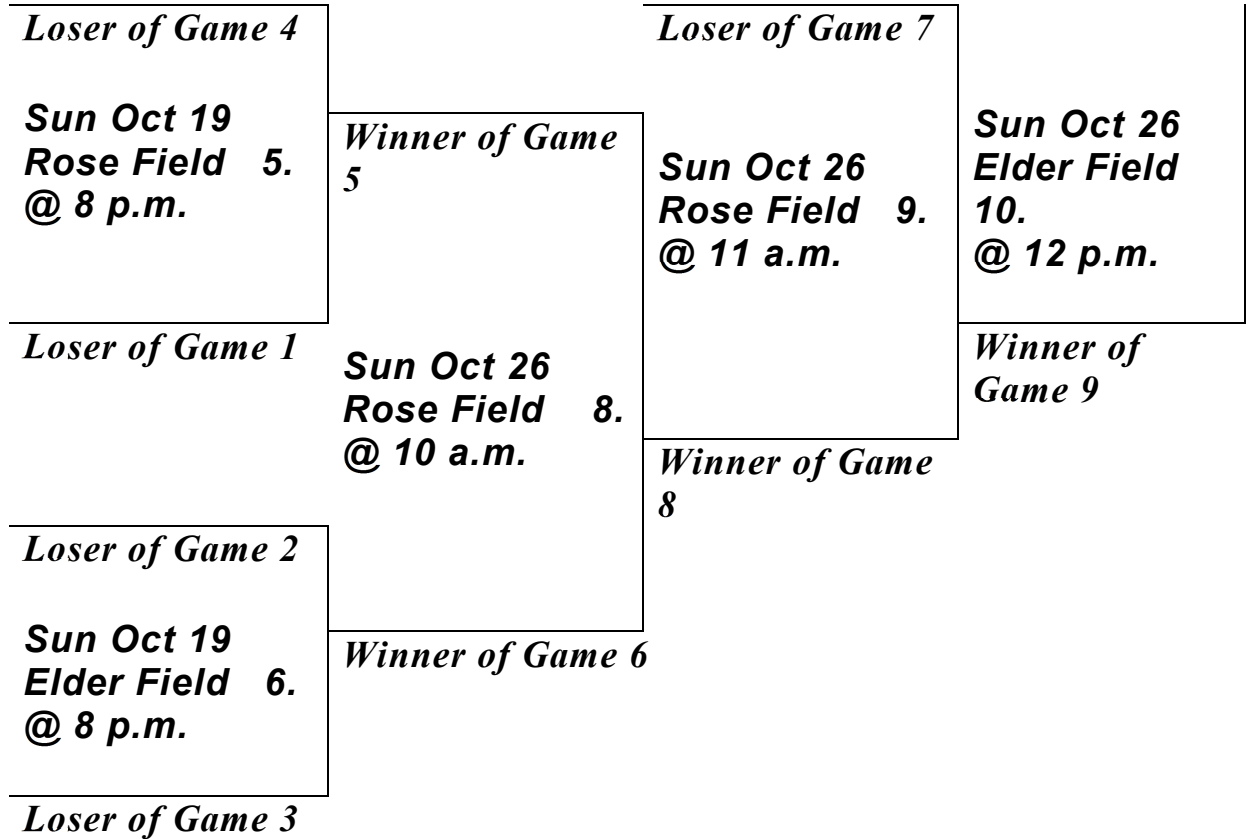 Loser of Game 4
Sun Oct 19
Rose Field 5.
@ 8 p.m.
Loser of Game 1
Loser of Game 2
Sun Oct 19
Elder Field 6.
@ 8 p.m.
Loser of Game 3
Winner of Game
5
Sun Oct 26
Rose Field 8.
@ 10 a.m.
Winner of Game 6
Loser of Game 7
Sun Oct 26
Rose Field 9.
@ 11 a.m.
Winner of Game
8
Sun Oct 26
Elder Field
10.
@ 12 p.m.
Winner of
Game 9